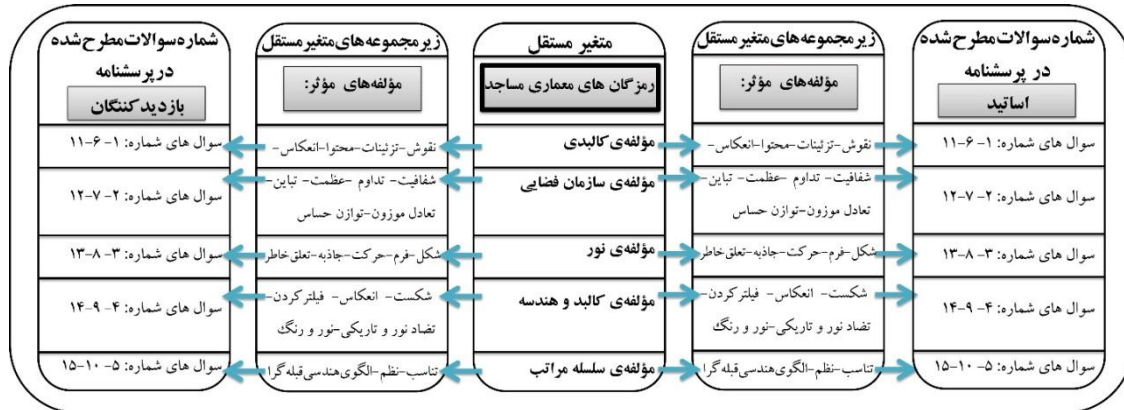 شماره سوالات مطرح شده
در پرسشنامه
اساتید
سوال های شماره: ۱- ۶-۱۱
سوال های شماره: ۲- ۷-۱۲
سوال های شماره: ۳- ۸-۱۳
سوال های شماره: ۴- ۹-۱۴
سوال های شماره: ۵- ۱۰-۱۵
زیرمجموعه های متغیر مستقل
مؤلفه‌های مؤثر:
نقوش-تزئینات-محتوا-انعکاس-
شفافیت- تداوم -عظمت- تباین-
تعادل موزون-توازن حساس
شکل-فرم-حرکت-جاذبه-تعلق خاطر
شکست- انعکاس- فیلتر کردن-
تضاد نور و تاریکی-نور و رنگ
تناسب-نظم-الگوی هندسی قبله گرا
متغیر مستقل
رمزگان های معماری مساجد
مؤلفه‌ی کالبدی
مؤلفه‌ی سازمان فضایی
مؤلفه‌ی نور
مؤلفه‌ی کالبد و هندسه
مؤلفه‌ی سلسله مراتب
زیرمجموعه های متغیر مستقل
مؤلفه‌های مؤثر:
نقوش-تزئینات-محتوا-انعکاس-
شفافیت- تداوم -عظمت- تباین-
تعادل موزون-توازن حساس
شکل-فرم-حرکت-جاذبه-تعلق خاطر
شکست- انعکاس- فیلتر کردن-
تضاد نور و تاریکی-نور و رنگ
تناسب-نظم-الگوی هندسی قبله گرا
شماره سوالات مطرح شده
درپرسشنامه
بازدیدکنندگان
سوال های شماره: ۱- ۶-۱۱
سوال های شماره: ۲- ۷-۱۲
سوال های شماره: ۳- ۸-۱۳
سوال های شماره: ۴- ۹-۱۴
سوال های شماره: ۵- ۱۰-۱۵